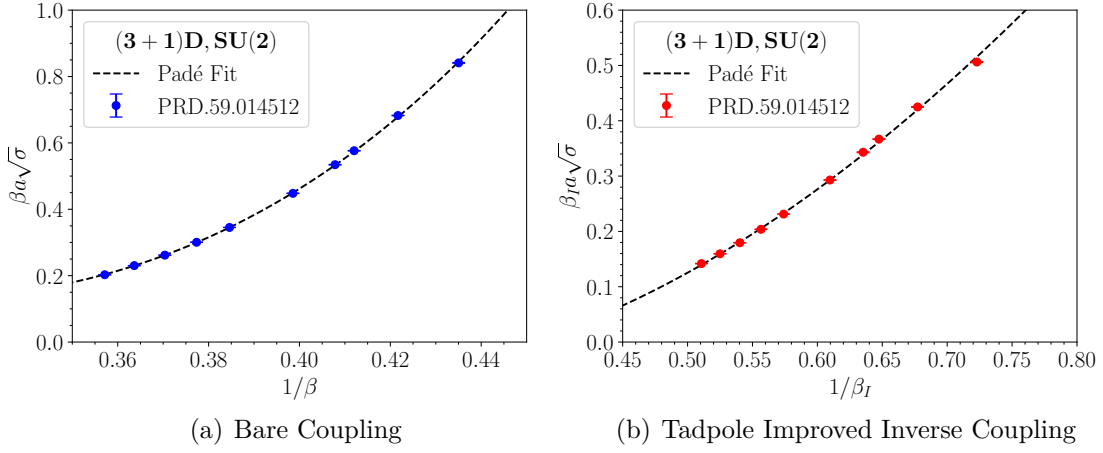 (3 + 1)D, SU(2)
Padé Fit
PRD.59.014512
βa√σ
1.0
0.8
0.6
0.4
0.2
0.0
0.36 0.38 0.40 0.42 0.44
1/β
(a) Bare Coupling
(3 + 1)D, SU(2)
Padé Fit
PRD.59.014512
β_I a√σ
0.6
0.5
0.4
0.3
0.2
0.1
0.0
0.45 0.50 0.55 0.60 0.65 0.70 0.75 0.80
1/β_I
(b) Tadpole Improved Inverse Coupling